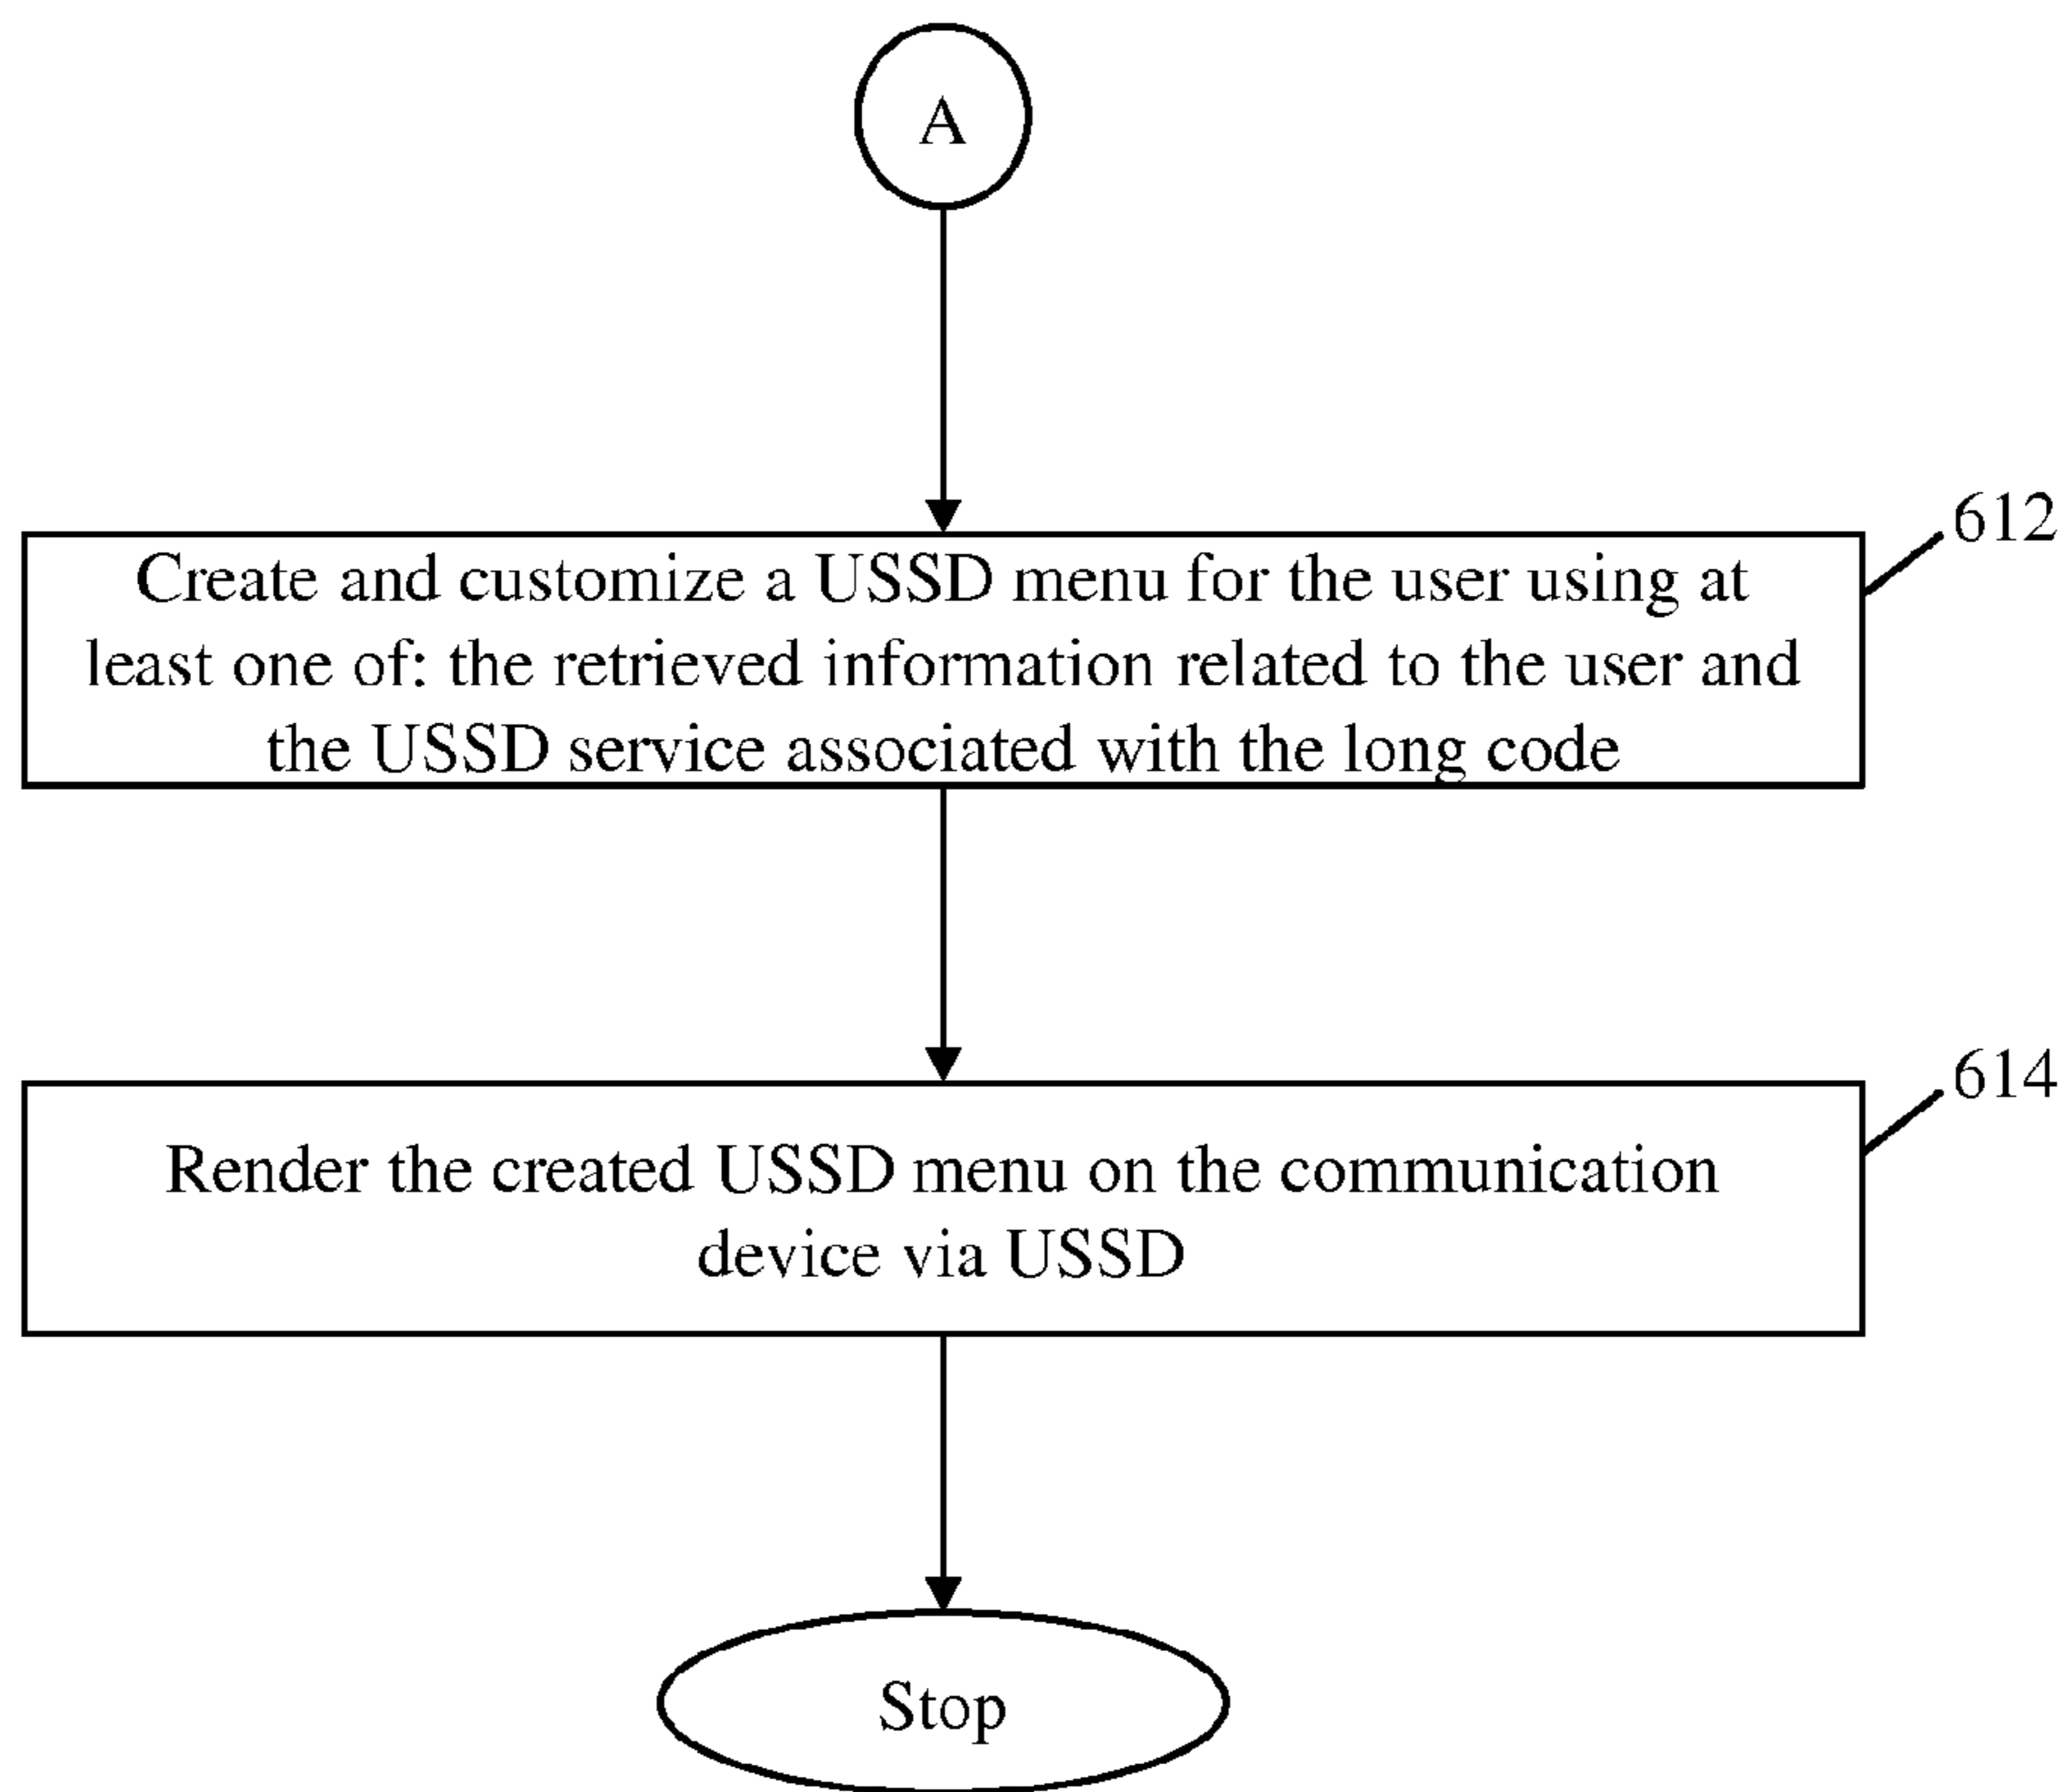 A
612
Create and customize a USSD menu for the user using at
least one of: the retrieved information related to the user and
the USSD service associated with the long code
614
Render the created USSD menu on the communication
device via USSD
Stop